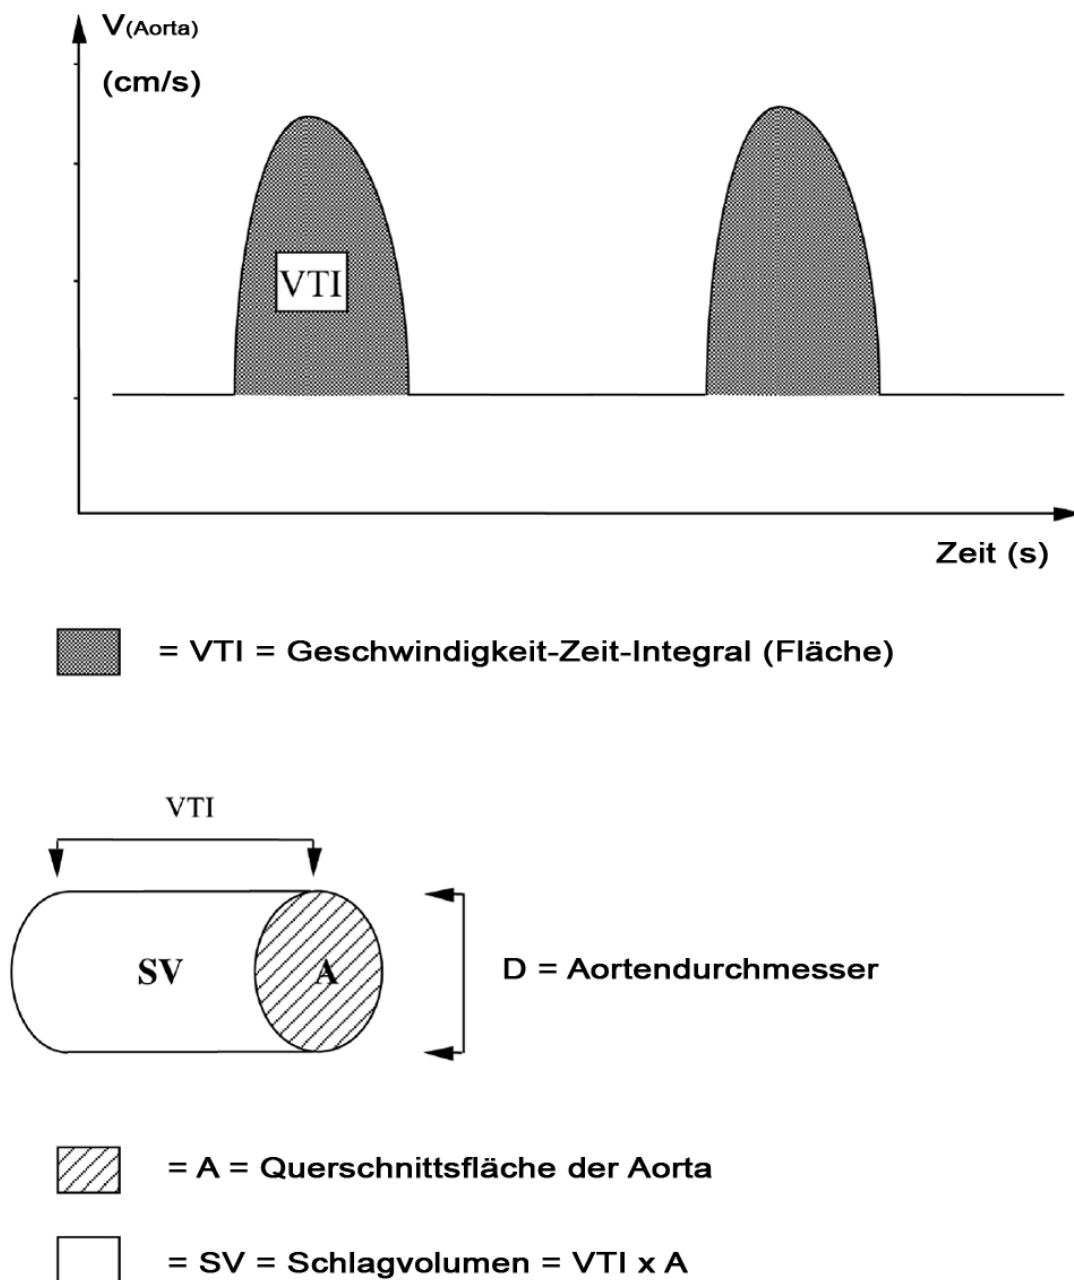 V(Aorta)
(cm/s)
VTI
Zeit (s)
= VTI = Geschwindigkeit-Zeit-Integral (Fläche)
VTI
SV
A
D = Aortendurchmesser
= A = Querschnittsfläche der Aorta
= SV = Schlagvolumen = VTI x A